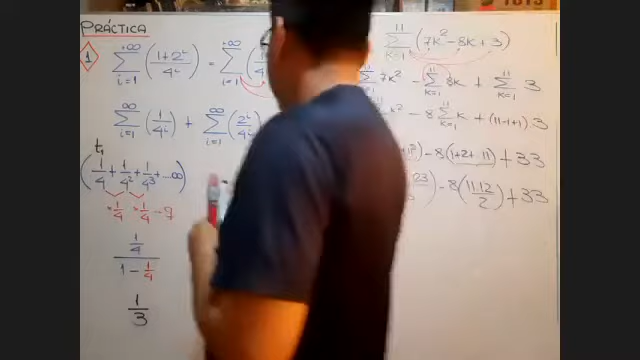 PRÁCTICA
1
+∞ ∑ i=1 (1+2^i / 4^i) = +∞ ∑ i=1 (1/4
∞ ∑ i=1 (1/4^i) + ∞ ∑ i=1 (2^i/4^i)
t₁
(1/4 + 1/4² + 1/4³ + ...∞)
·1/4 ·1/4 → q
1/4 / 1 - 1/4
1/3
11 ∑ K=1 (7K² - 8K + 3)
11 ∑ K=1 7K² - 11 ∑ K=1 8K + 11 ∑ K=1 3
- 8 11 ∑ K=1 K + (11-1+1)·3
- 8(1+2+..11) + 33
·23 ) - 8(11·12 / 2) + 33